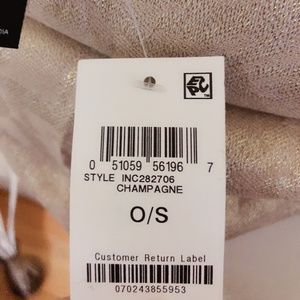 0 51059 56196 7
STYLE INC282706
CHAMPAGNE
O/S
Customer Return Label
070243855953